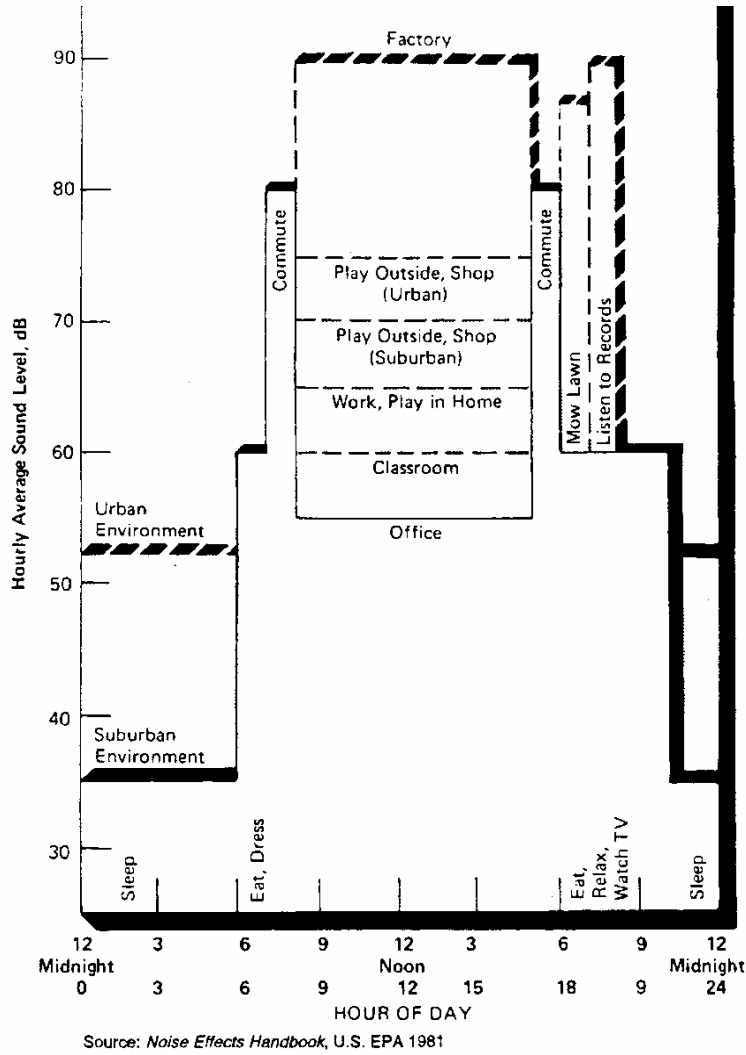 90
80
70
60
50
40
30
Hourly Average Sound Level, dB
Factory
Commute
Play Outside, Shop
(Urban)
Play Outside, Shop
(Suburban)
Work, Play in Home
Classroom
Office
Commute
Mow Lawn
Listen to Records
Urban
Environment
Suburban
Environment
Sleep
Eat, Dress
Eat,
Relax,
Watch TV
Sleep
12 3 6 9 12 3 6 9 12
Midnight Noon Midnight
0 3 6 9 12 15 18 9 24
HOUR OF DAY
Source: Noise Effects Handbook, U.S. EPA 1981